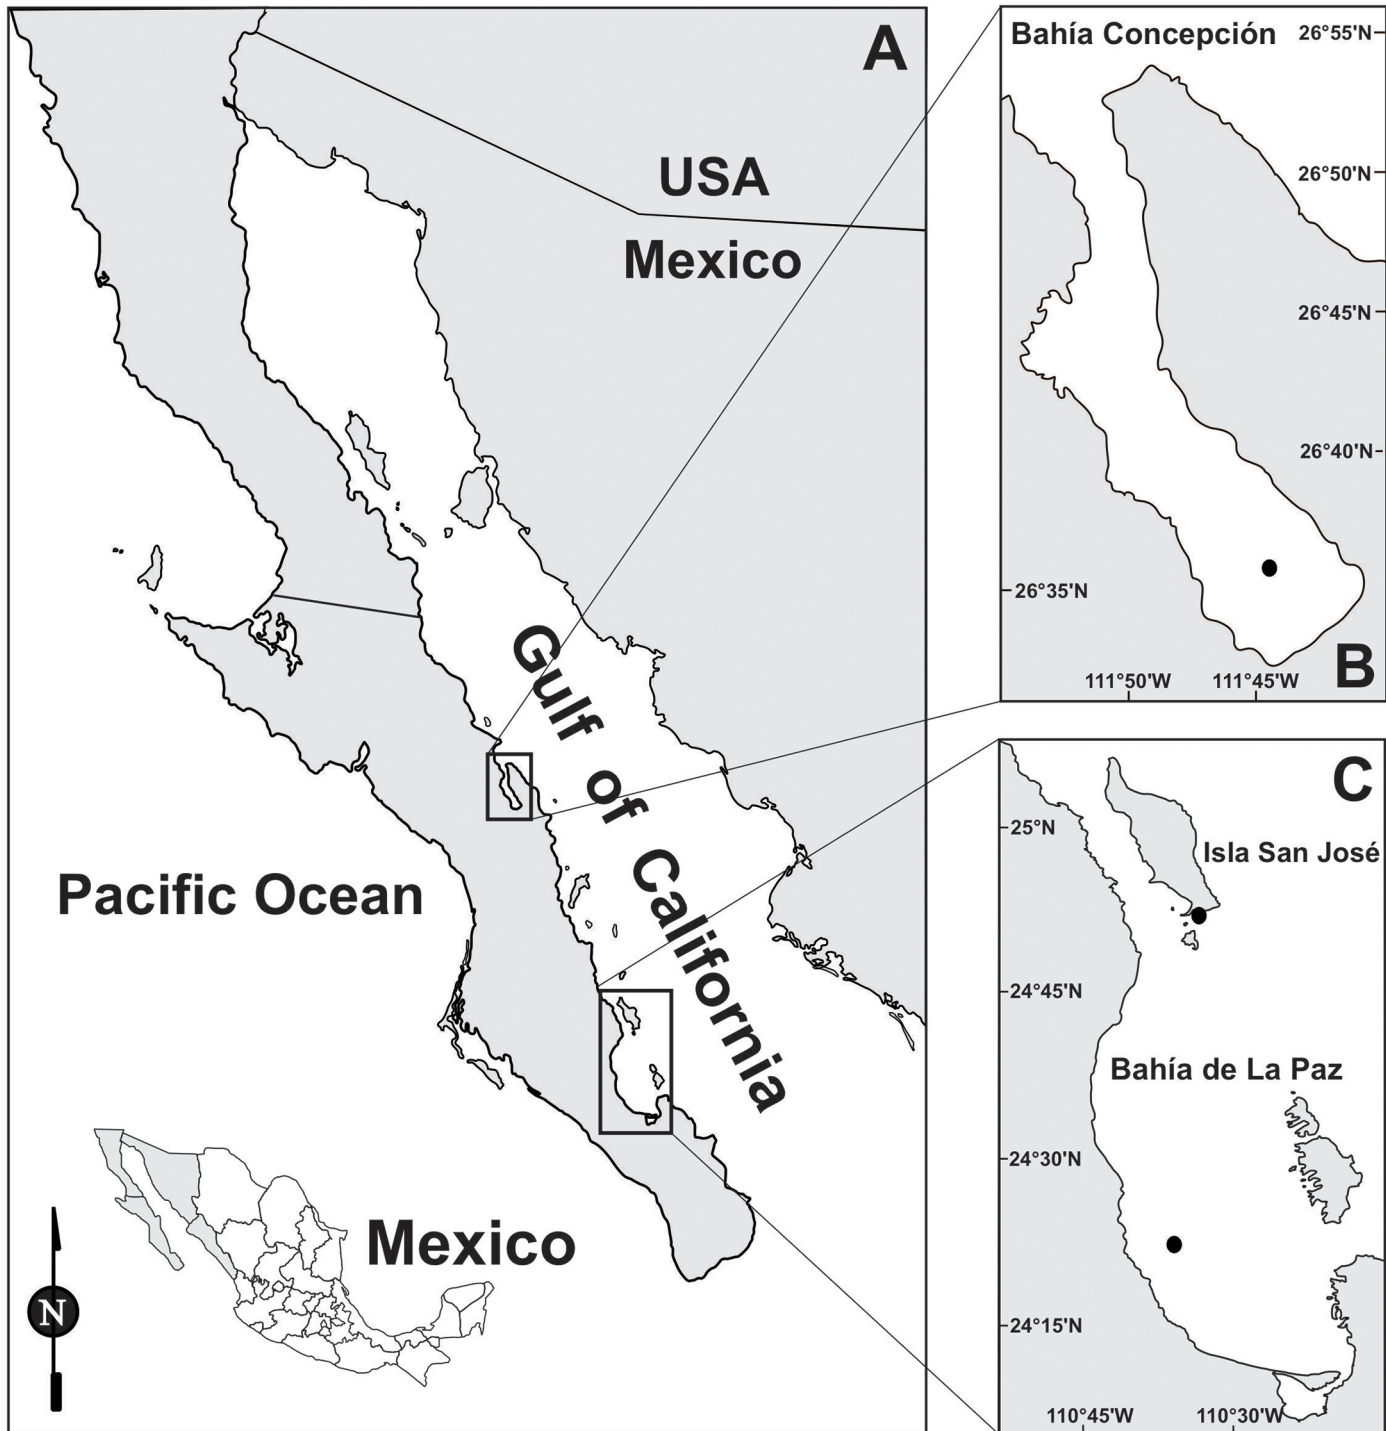 A
USA
Mexico
Gulf of California
Pacific Ocean
Mexico
N
Bahía Concepción
26°55'N
26°50'N
26°45'N
26°40'N
26°35'N
111°50'W
111°45'W
B
C
25°N
Isla San José
24°45'N
Bahía de La Paz
24°30'N
24°15'N
110°45'W
110°30'W